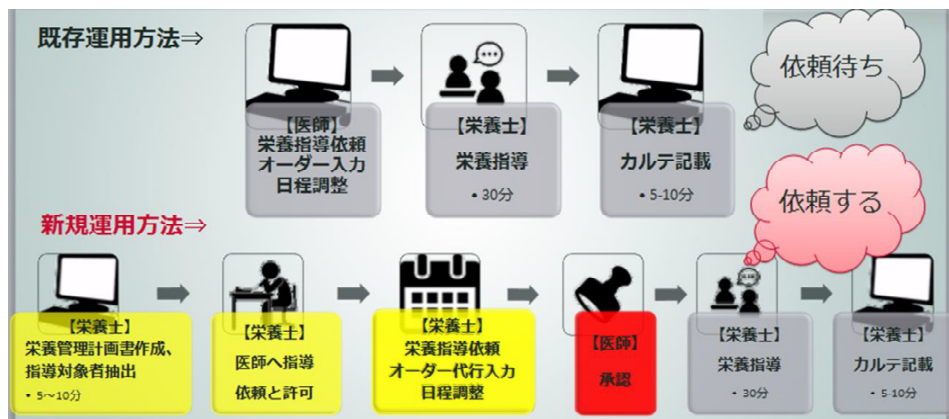 既存運用方法⇒
依頼待ち
【医師】
栄養指導依頼
オーダー入力
日程調整
【栄養士】
栄養指導
• 30分
【栄養士】
カルテ記載
• 5-10分
新規運用方法⇒
依頼する
【栄養士】
栄養管理計画書作成、
指導対象者抽出
• 5～10分
【栄養士】
医師へ指導
依頼と許可
【栄養士】
栄養指導依頼
オーダー代行入力
日程調整
【医師】
承認
【栄養士】
栄養指導
• 30分
【栄養士】
カルテ記載
• 5-10分